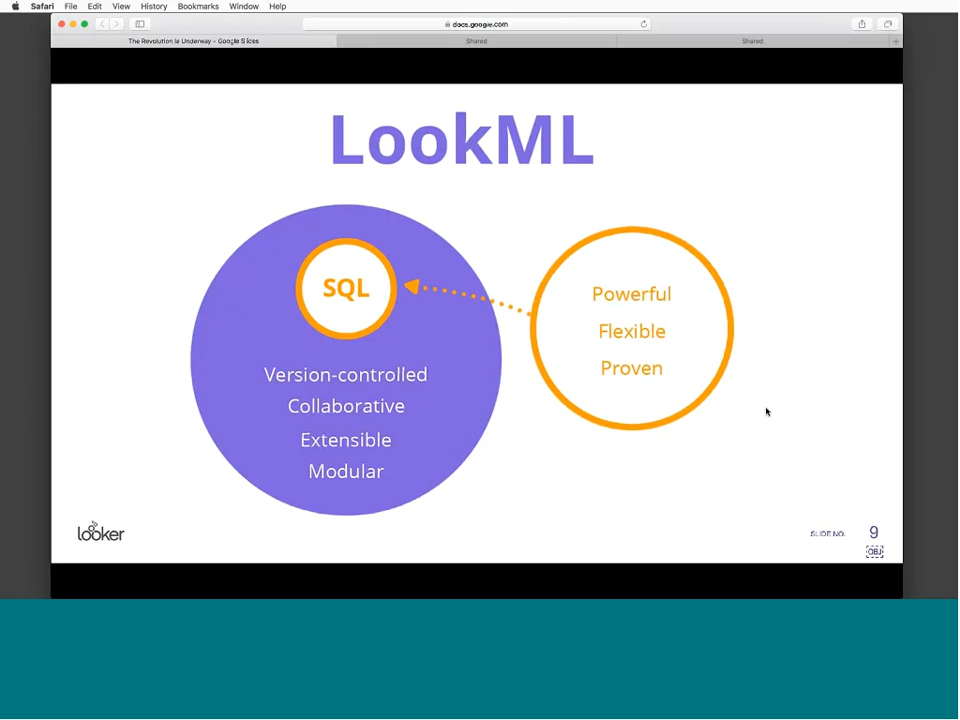 Safari File Edit View History Bookmarks Window Help
docs.google.com
The Revolution Is Underway - Google Slides Shared Shared
LookML
SQL
Version-controlled
Collaborative
Extensible
Modular
Powerful
Flexible
Proven
looker
SLIDE NO. 9
OBJ